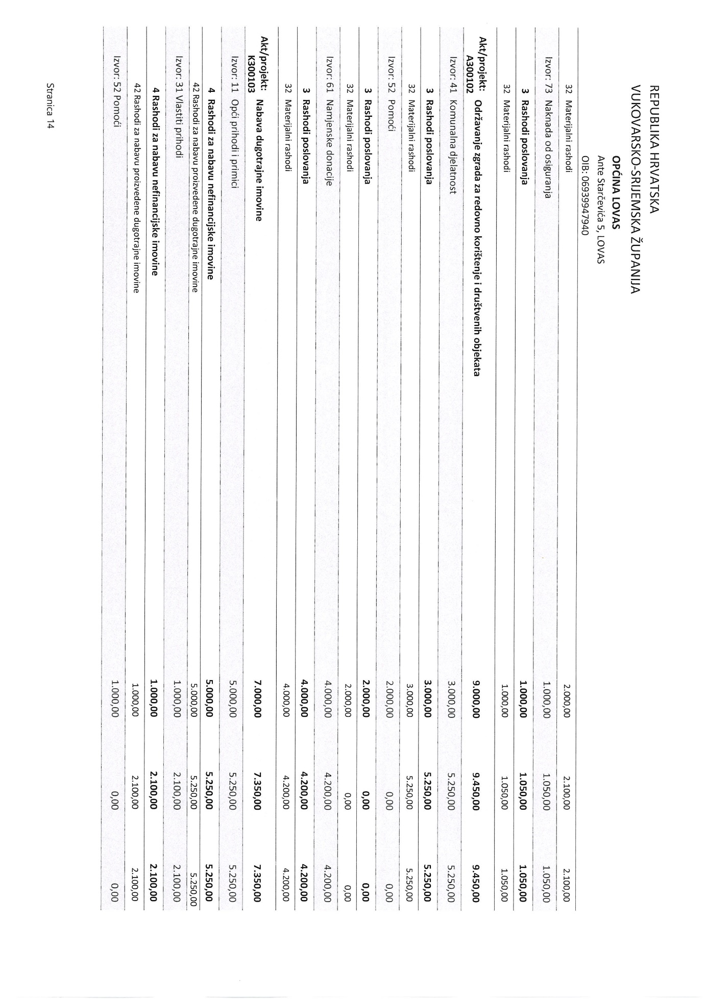 REPUBLIKA HRVATSKA
VUKOVARSKO-SRIJEMSKA ŽUPANIJA
OPĆINA LOVAS
Ante Starčevića 5, LOVAS
OIB: 06939947940
32 Materijalni rashodi 2.000,00 2.100,00 2.100,00
Izvor: 73 Naknada od osiguranja 1.000,00 1.050,00 1.050,00
3 Rashodi poslovanja 1.000,00 1.050,00 1.050,00
32 Materijalni rashodi 1.000,00 1.050,00 1.050,00
Akt/projekt:
A300102 Održavanje zgrada za redovno korištenje i društvenih objekata 9.000,00 9.450,00 9.450,00
Izvor: 41 Komunalna djelatnost 3.000,00 5.250,00 5.250,00
3 Rashodi poslovanja 3.000,00 5.250,00 5.250,00
32 Materijalni rashodi 3.000,00 5.250,00 5.250,00
Izvor: 52 Pomoći 2.000,00 0,00 0,00
3 Rashodi poslovanja 2.000,00 0,00 0,00
32 Materijalni rashodi 2.000,00 0,00 0,00
Izvor: 61 Namjenske donacije 4.000,00 4.200,00 4.200,00
3 Rashodi poslovanja 4.000,00 4.200,00 4.200,00
32 Materijalni rashodi 4.000,00 4.200,00 4.200,00
Akt/projekt:
K300103 Nabava dugotrajne imovine 7.000,00 7.350,00 7.350,00
Izvor: 11 Opći prihodi i primici 5.000,00 5.250,00 5.250,00
4 Rashodi za nabavu nefinancijske imovine 5.000,00 5.250,00 5.250,00
42 Rashodi za nabavu proizvedene dugotrajne imovine 5.000,00 5.250,00 5.250,00
Izvor: 31 Vlastiti prihodi 1.000,00 2.100,00 2.100,00
4 Rashodi za nabavu nefinancijske imovine 1.000,00 2.100,00 2.100,00
42 Rashodi za nabavu proizvedene dugotrajne imovine 1.000,00 2.100,00 2.100,00
Izvor: 52 Pomoći 1.000,00 0,00 0,00
Stranica 14